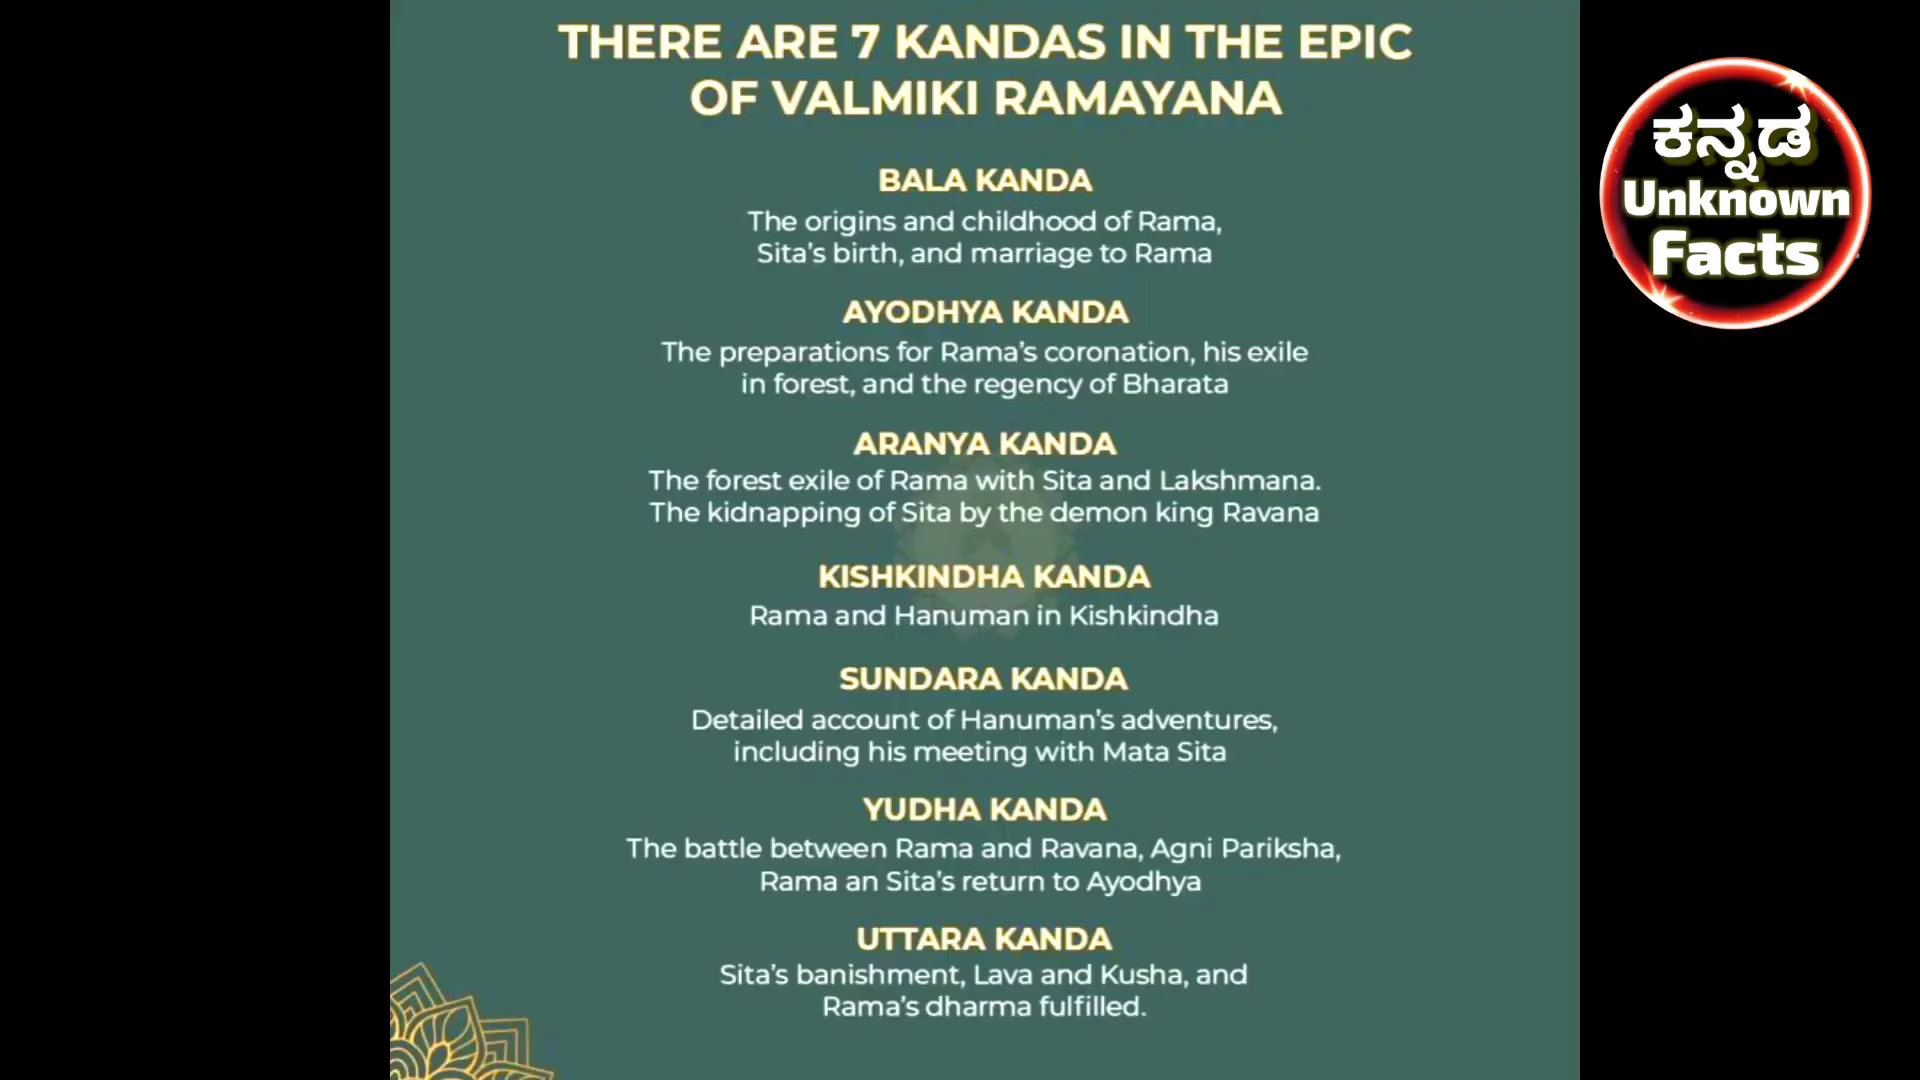 THERE ARE 7 KANDAS IN THE EPIC
OF VALMIKI RAMAYANA
BALA KANDA
The origins and childhood of Rama,
Sita's birth, and marriage to Rama
AYODHYA KANDA
The preparations for Rama's coronation, his exile
in forest, and the regency of Bharata
ARANYA KANDA
The forest exile of Rama with Sita and Lakshmana.
The kidnapping of Sita by the demon king Ravana
KISHKINDHA KANDA
Rama and Hanuman in Kishkindha
SUNDARA KANDA
Detailed account of Hanuman's adventures,
including his meeting with Mata Sita
YUDHA KANDA
The battle between Rama and Ravana, Agni Pariksha,
Rama an Sita's return to Ayodhya
UTTARA KANDA
Sita's banishment, Lava and Kusha, and
Rama's dharma fulfilled.
ಕನ್ನಡ
Unknown
Facts